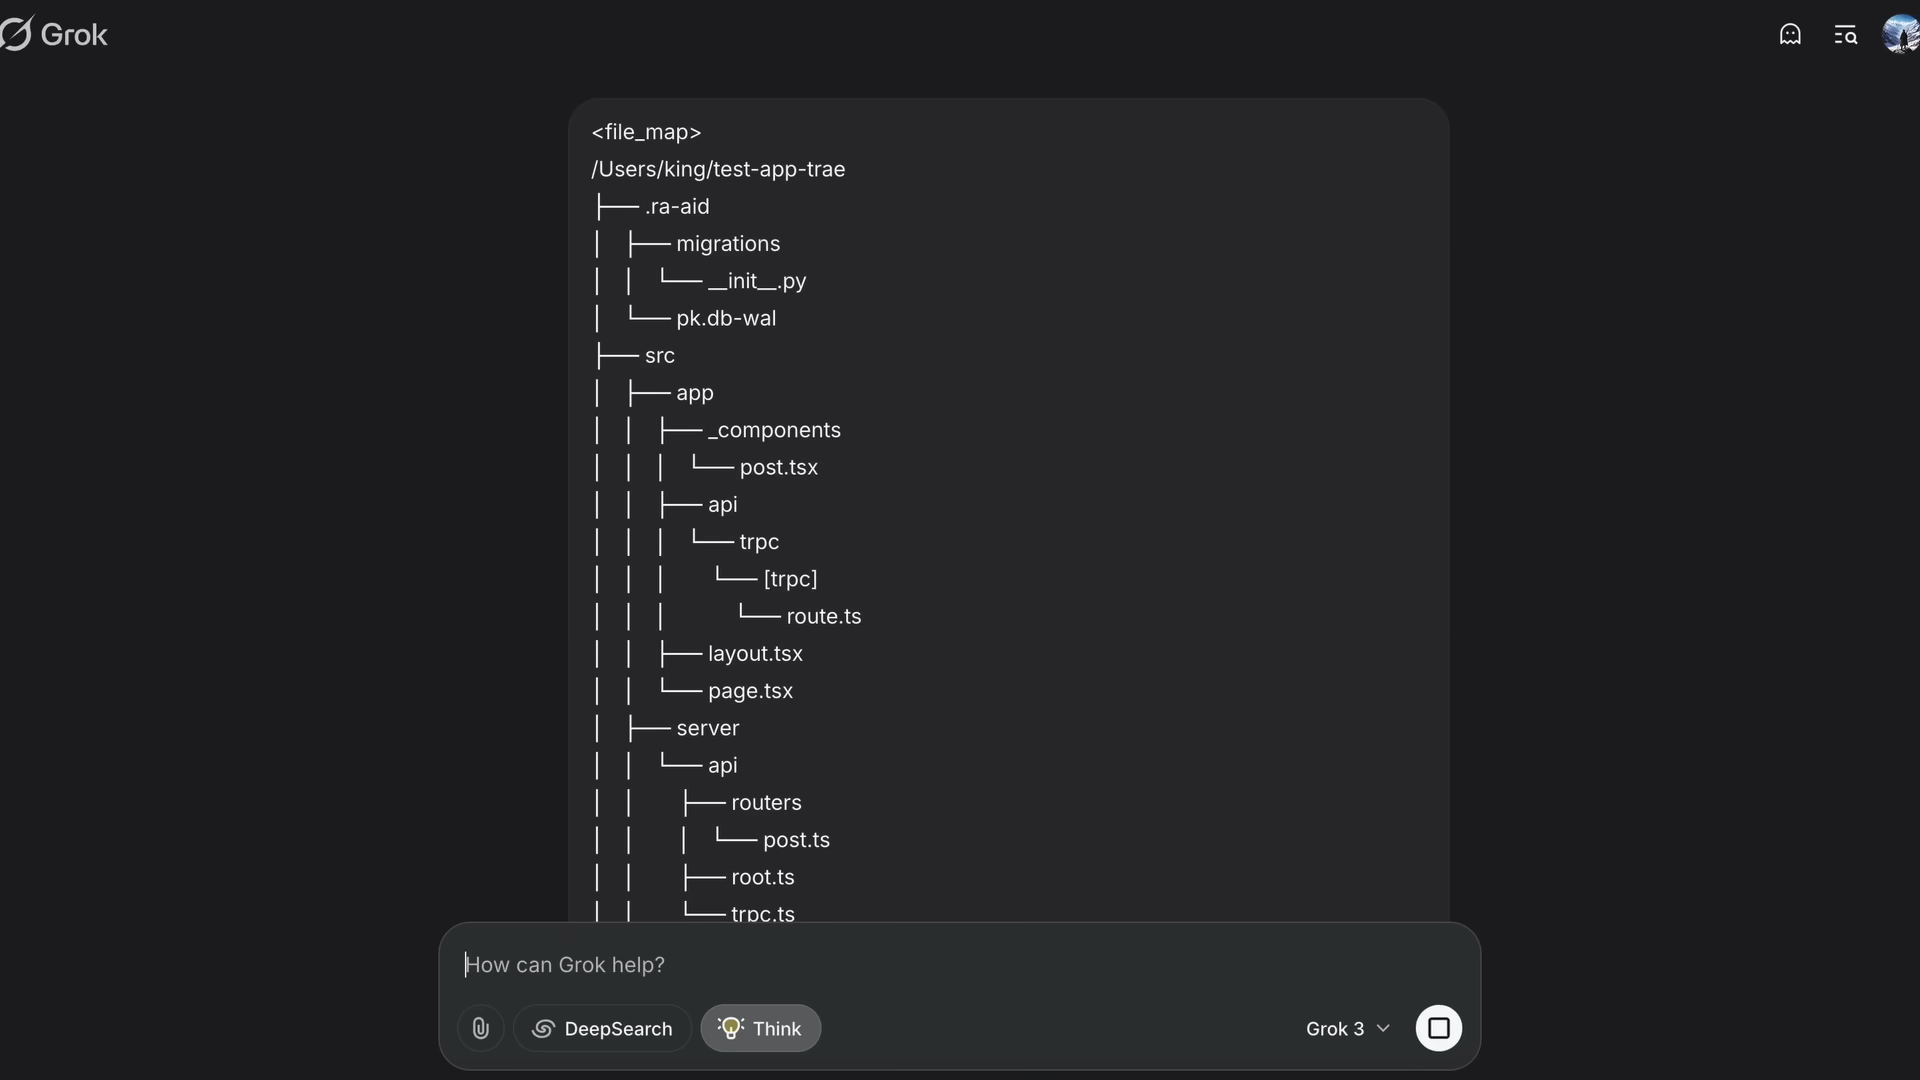 Grok
<file_map>
/Users/king/test-app-trae
├── .ra-aid
│   ├── migrations
│   │   └── __init__.py
│   └── pk.db-wal
├── src
│   ├── app
│   │   ├── _components
│   │   │   └── post.tsx
│   │   ├── api
│   │   │   └── trpc
│   │   │       └── [trpc]
│   │   │           └── route.ts
│   │   ├── layout.tsx
│   │   └── page.tsx
│   ├── server
│   │   └── api
│   │       ├── routers
│   │       │   └── post.ts
│   │       ├── root.ts
│   │       └── trpc.ts
How can Grok help?
DeepSearch
Think
Grok 3